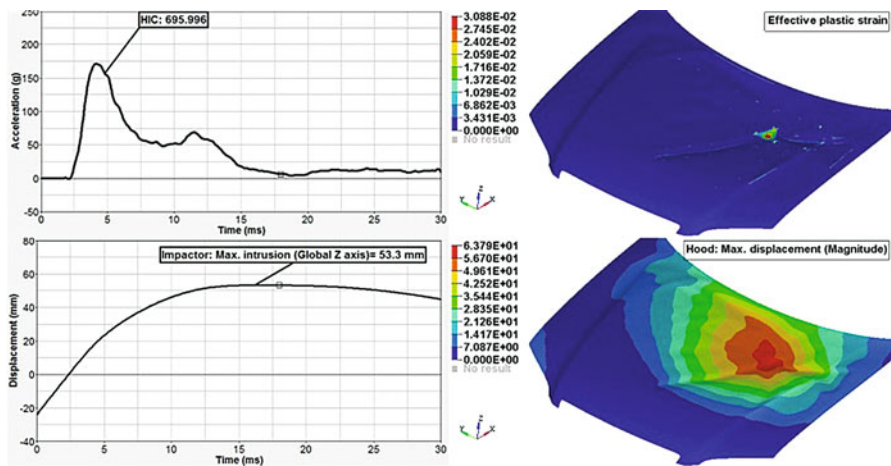 HIC: 695.996
Acceleration (g)
250
200
150
100
50
0
-50
0
5
10
15
20
25
30
Time (ms)
3.088E-02
2.745E-02
2.402E-02
2.059E-02
1.716E-02
1.372E-02
1.029E-02
6.862E-03
3.431E-03
0.000E+00
No result
Z
Y
X
Effective plastic strain
Impactor: Max. intrusion (Global Z axis)= 53.3 mm
Displacement (mm)
80
60
40
20
0
-20
-40
0
5
10
15
20
25
30
Time (ms)
6.379E+01
5.670E+01
4.961E+01
4.252E+01
3.544E+01
2.835E+01
2.126E+01
1.417E+01
7.087E+00
0.000E+00
No result
Z
Y
X
Hood: Max. displacement (Magnitude)